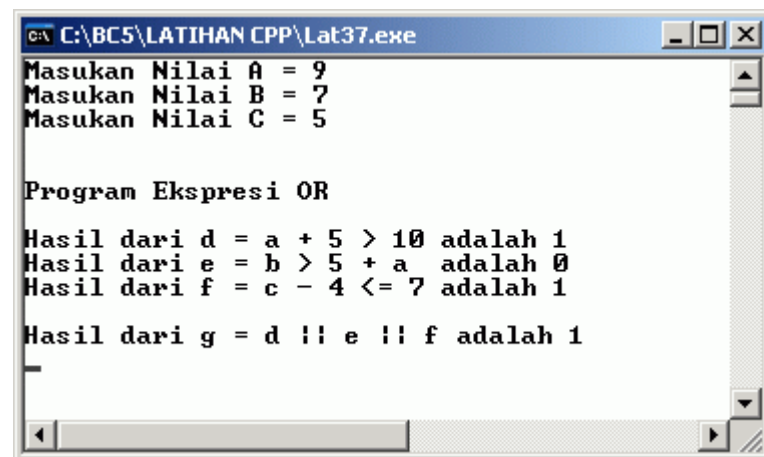 C:\BC5\LATIHAN CPP\Lat37.exe
Masukan Nilai A = 9
Masukan Nilai B = 7
Masukan Nilai C = 5
Program Ekspresi OR
Hasil dari d = a + 5 > 10 adalah 1
Hasil dari e = b > 5 + a  adalah 0
Hasil dari f = c - 4 <= 7 adalah 1
Hasil dari g = d || e || f adalah 1